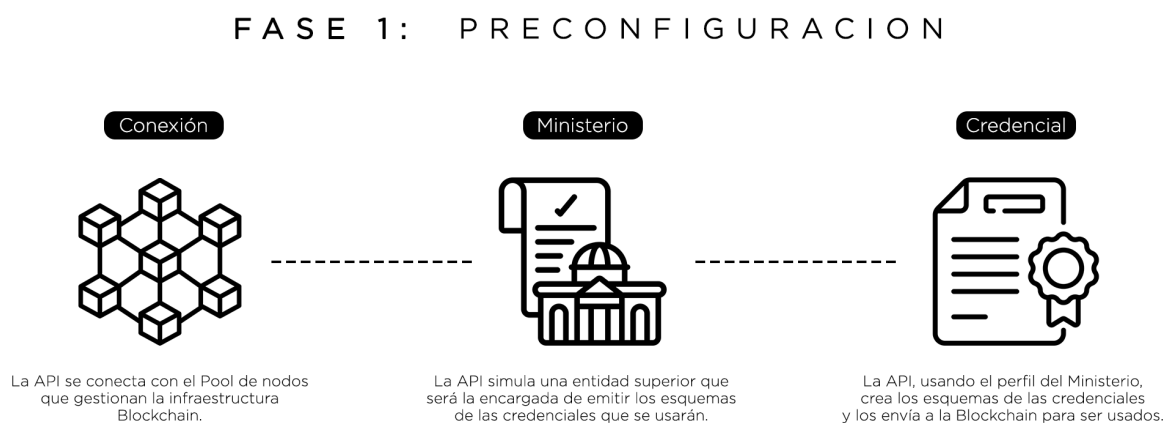 FASE 1: PRECONFIGURACION
Conexión
La API se conecta con el Pool de nodos
que gestionan la infraestructura
Blockchain.
Ministerio
La API simula una entidad superior que
será la encargada de emitir los esquemas
de las credenciales que se usarán.
Credencial
La API, usando el perfil del Ministerio,
crea los esquemas de las credenciales
y los envía a la Blockchain para ser usados.